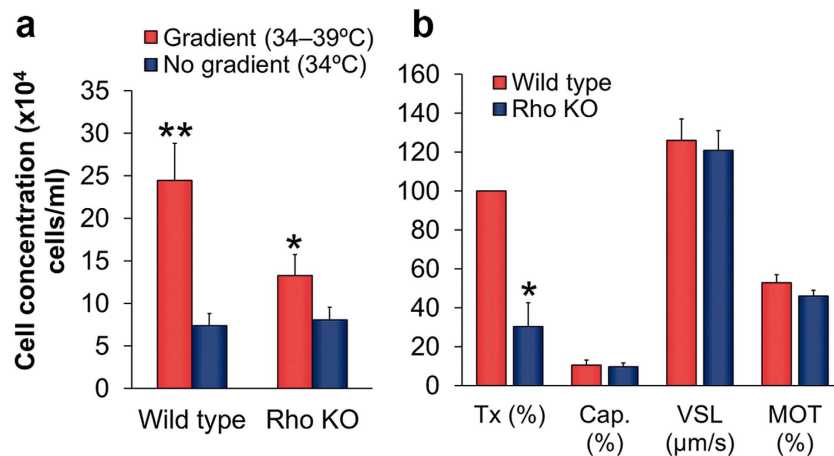 a
Gradient (34–39ºC)
No gradient (34ºC)
Cell concentration (x10⁴
cells/ml)
35
30
25
20
15
10
5
0
**
*
Wild type
Rho KO
b
Wild type
Rho KO
160
140
120
100
80
60
40
20
0
*
Tx (%)
Cap.
(%)
VSL
(µm/s)
MOT
(%)